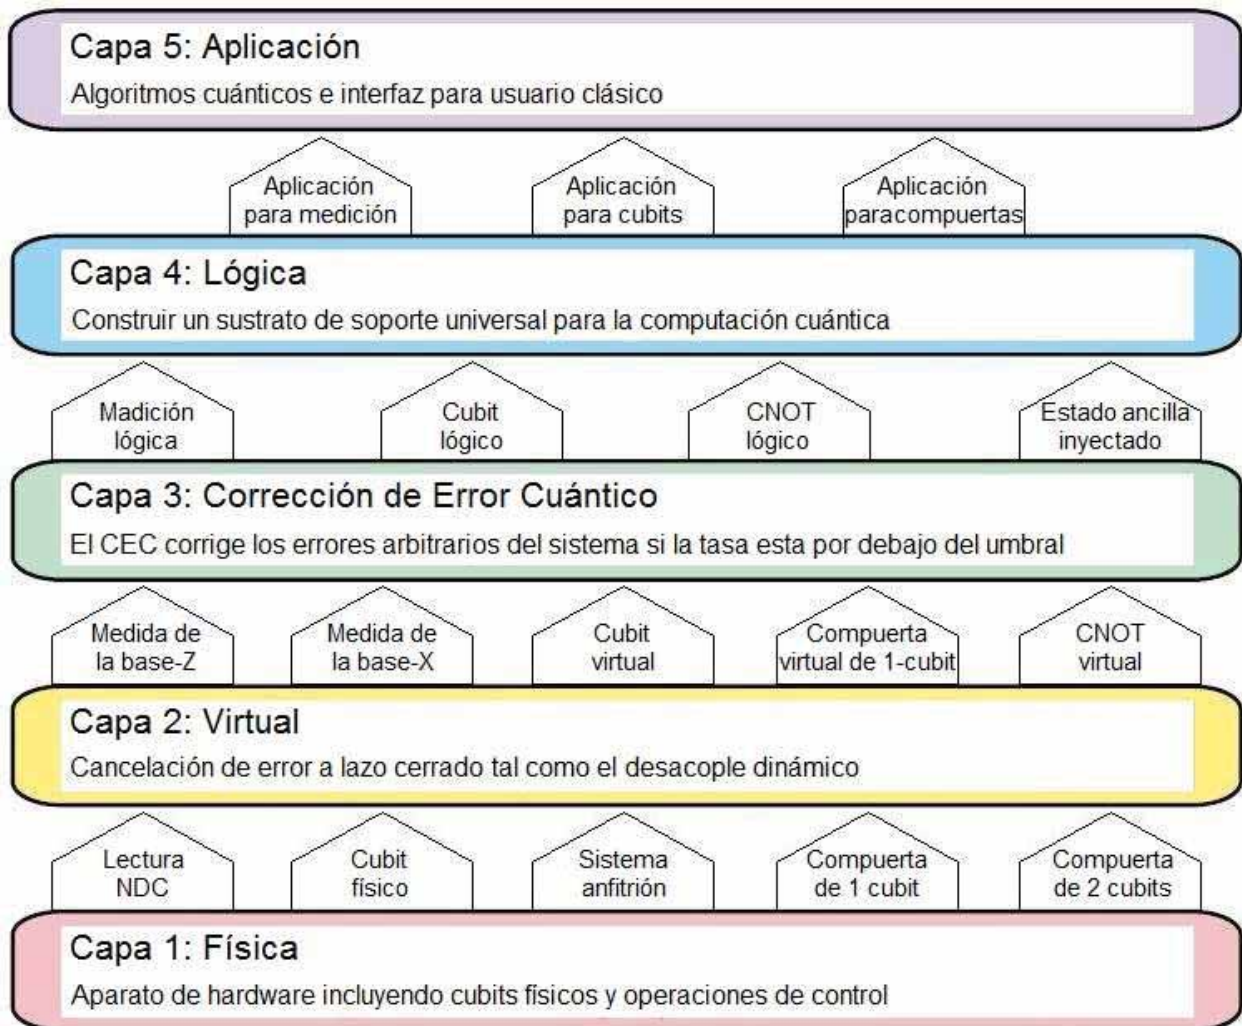 Capa 5: Aplicación
Algoritmos cuánticos e interfaz para usuario clásico
Aplicación
para medición
Aplicación
para cubits
Aplicación
paracompuertas
Capa 4: Lógica
Construir un sustrato de soporte universal para la computación cuántica
Madición
lógica
Cubit
lógico
CNOT
lógico
Estado ancilla
inyectado
Capa 3: Corrección de Error Cuántico
El CEC corrige los errores arbitrarios del sistema si la tasa esta por debajo del umbral
Medida de
la base-Z
Medida de
la base-X
Cubit
virtual
Compuerta
virtual de 1-cubit
CNOT
virtual
Capa 2: Virtual
Cancelación de error a lazo cerrado tal como el desacople dinámico
Lectura
NDC
Cubit
físico
Sistema
anfitrión
Compuerta
de 1 cubit
Compuerta
de 2 cubits
Capa 1: Física
Aparato de hardware incluyendo cubits físicos y operaciones de control